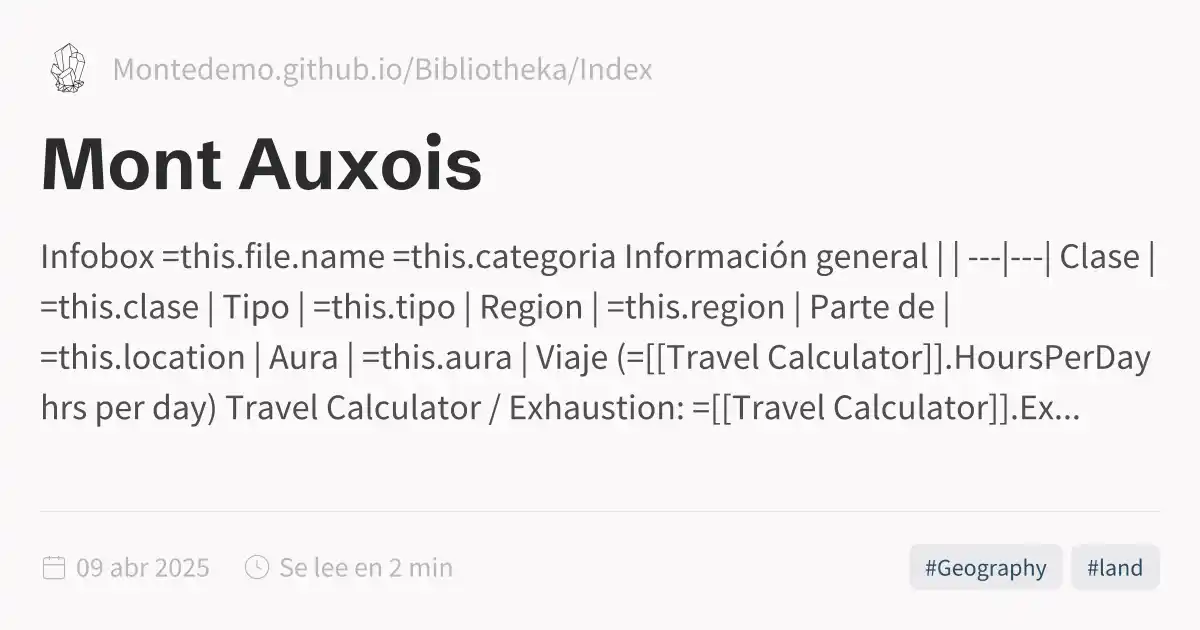 Montedemo.github.io/Bibliotheka/Index
Mont Auxois
Infobox =this.file.name =this.categoria Información general | | ---|---| Clase |
=this.clase | Tipo | =this.tipo | Region | =this.region | Parte de |
=this.location | Aura | =this.aura | Viaje (=[[Travel Calculator]].HoursPerDay
hrs per day) Travel Calculator / Exhaustion: =[[Travel Calculator]].Ex...
09 abr 2025 Se lee en 2 min #Geography #land